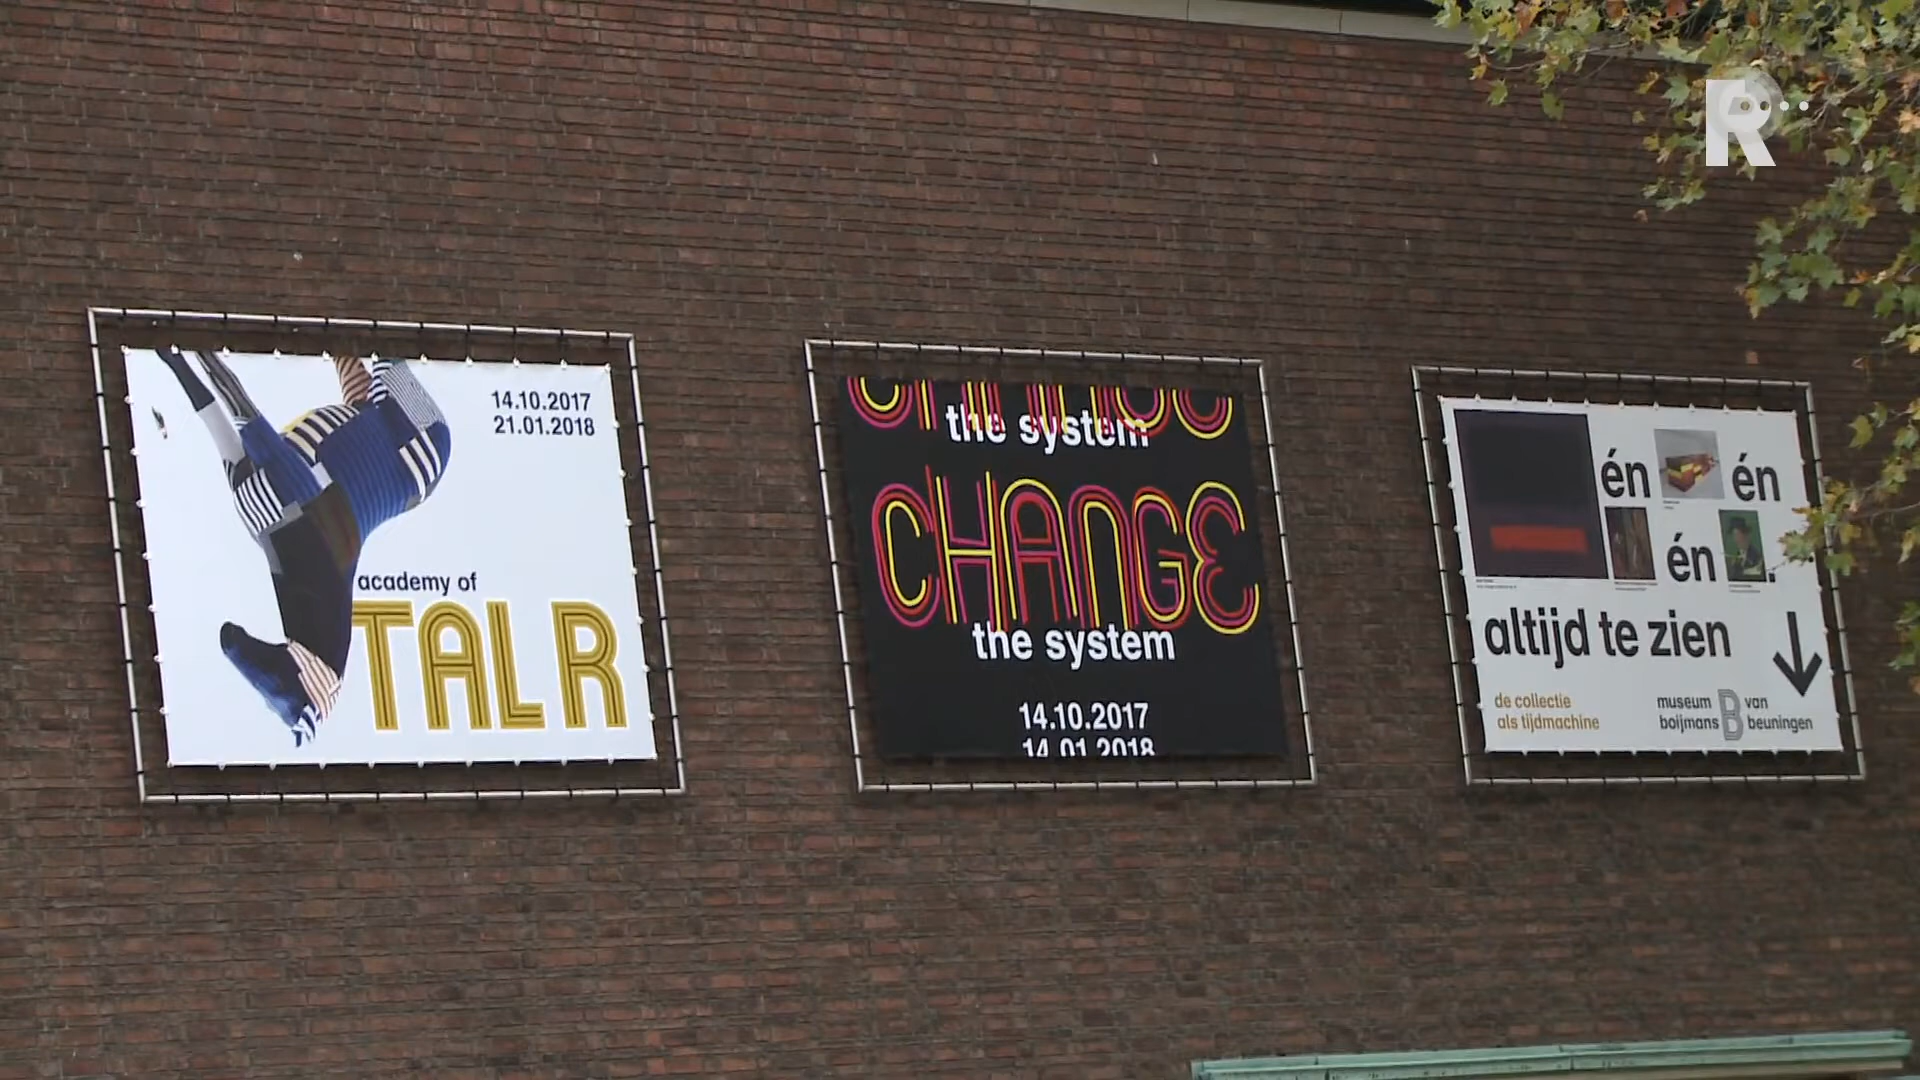 R
14.10.2017
21.01.2018
academy of
TAL R
the system
CHANGE
the system
14.10.2017
14.01.2018
én én
én.
altijd te zien
de collectie
als tijdmachine
museum B van
boijmans beuningen